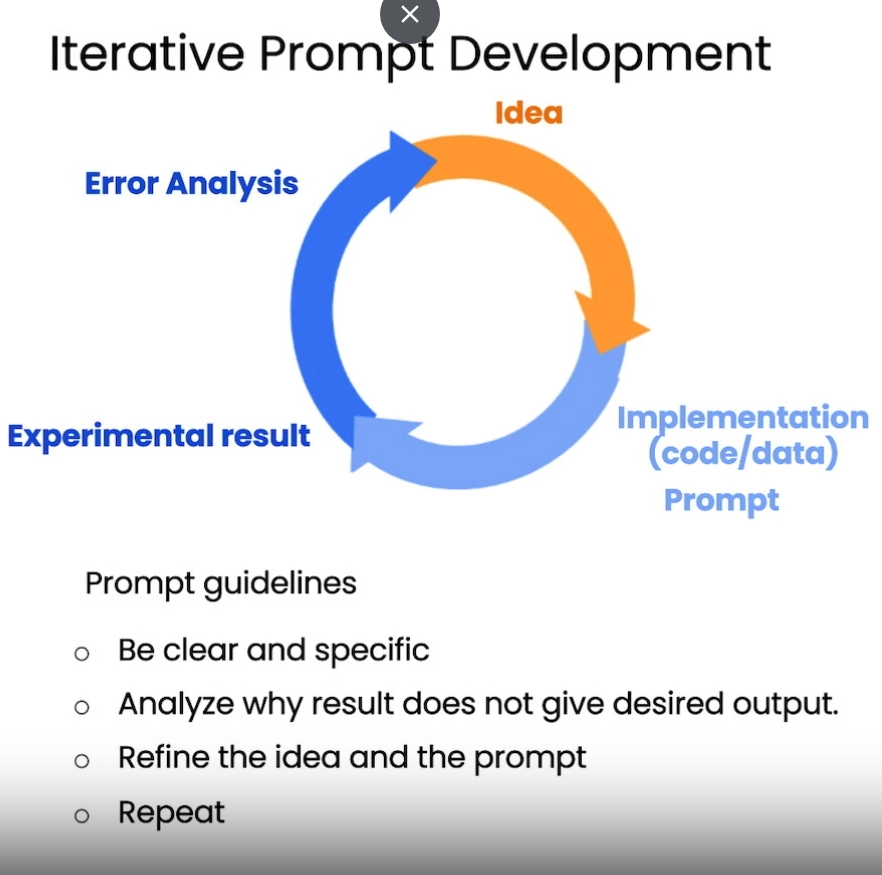 Iterative Prompt Development
Idea
Error Analysis
Experimental result
Implementation
(code/data)
Prompt
Prompt guidelines
o Be clear and specific
o Analyze why result does not give desired output.
o Refine the idea and the prompt
o Repeat